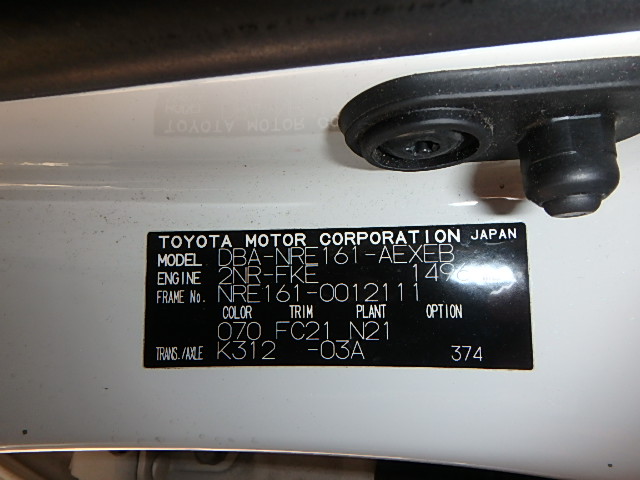 TOYOTA MOTOR CORPORATION JAPAN
MODEL DBA-NRE161-AEXEB
ENGINE 2NR-FKE
FRAME No. NRE161-0012111
COLOR TRIM PLANT OPTION
070 FC21 N21
TRANS./AXLE K312 -03A 374